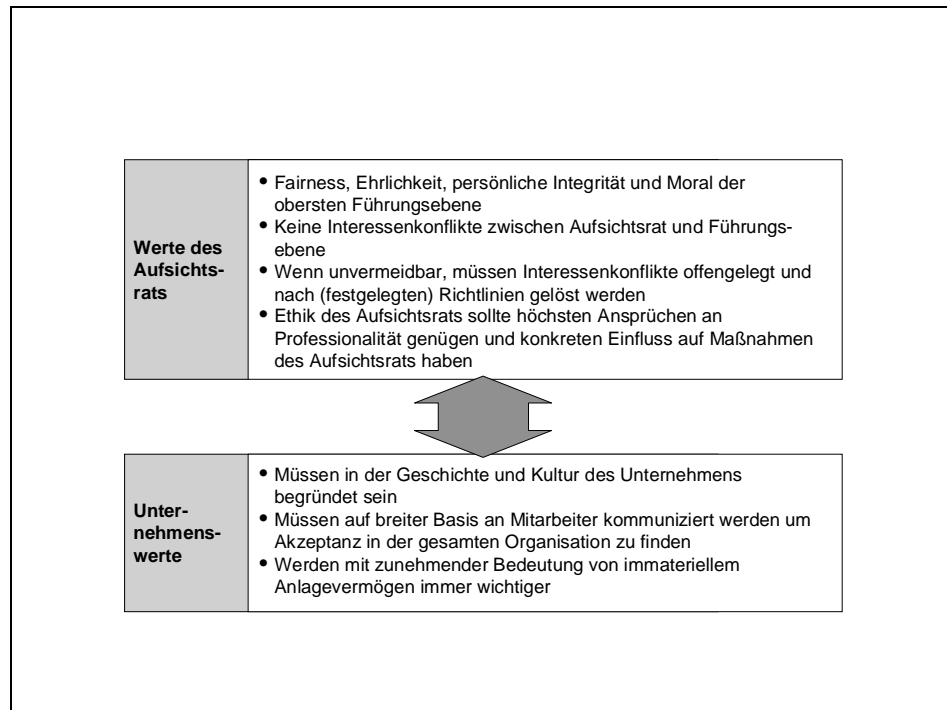 Werte des
Aufsichts-
rats
• Fairness, Ehrlichkeit, persönliche Integrität und Moral der
obersten Führungsebene
• Keine Interessenkonflikte zwischen Aufsichtsrat und Führungs-
ebene
• Wenn unvermeidbar, müssen Interessenkonflikte offengelegt und
nach (festgelegten) Richtlinien gelöst werden
• Ethik des Aufsichtsrats sollte höchsten Ansprüchen an
Professionalität genügen und konkreten Einfluss auf Maßnahmen
des Aufsichtsrats haben
Unter-
nehmens-
werte
• Müssen in der Geschichte und Kultur des Unternehmens
begründet sein
• Müssen auf breiter Basis an Mitarbeiter kommuniziert werden um
Akzeptanz in der gesamten Organisation zu finden
• Werden mit zunehmender Bedeutung von immateriellem
Anlagevermögen immer wichtiger